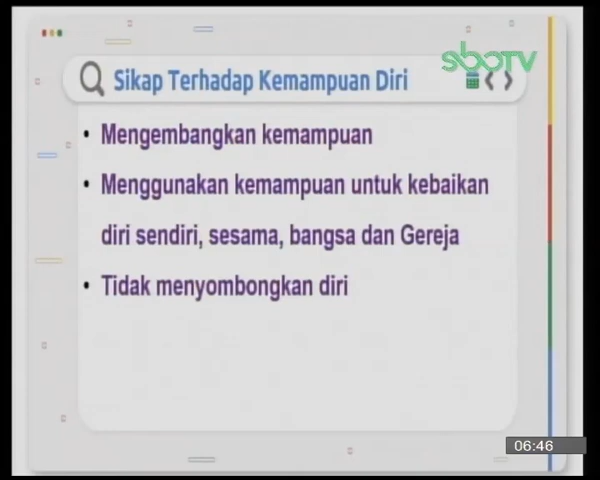 sboTV
Sikap Terhadap Kemampuan Diri
• Mengembangkan kemampuan
• Menggunakan kemampuan untuk kebaikan
diri sendiri, sesama, bangsa dan Gereja
• Tidak menyombongkan diri
06:46